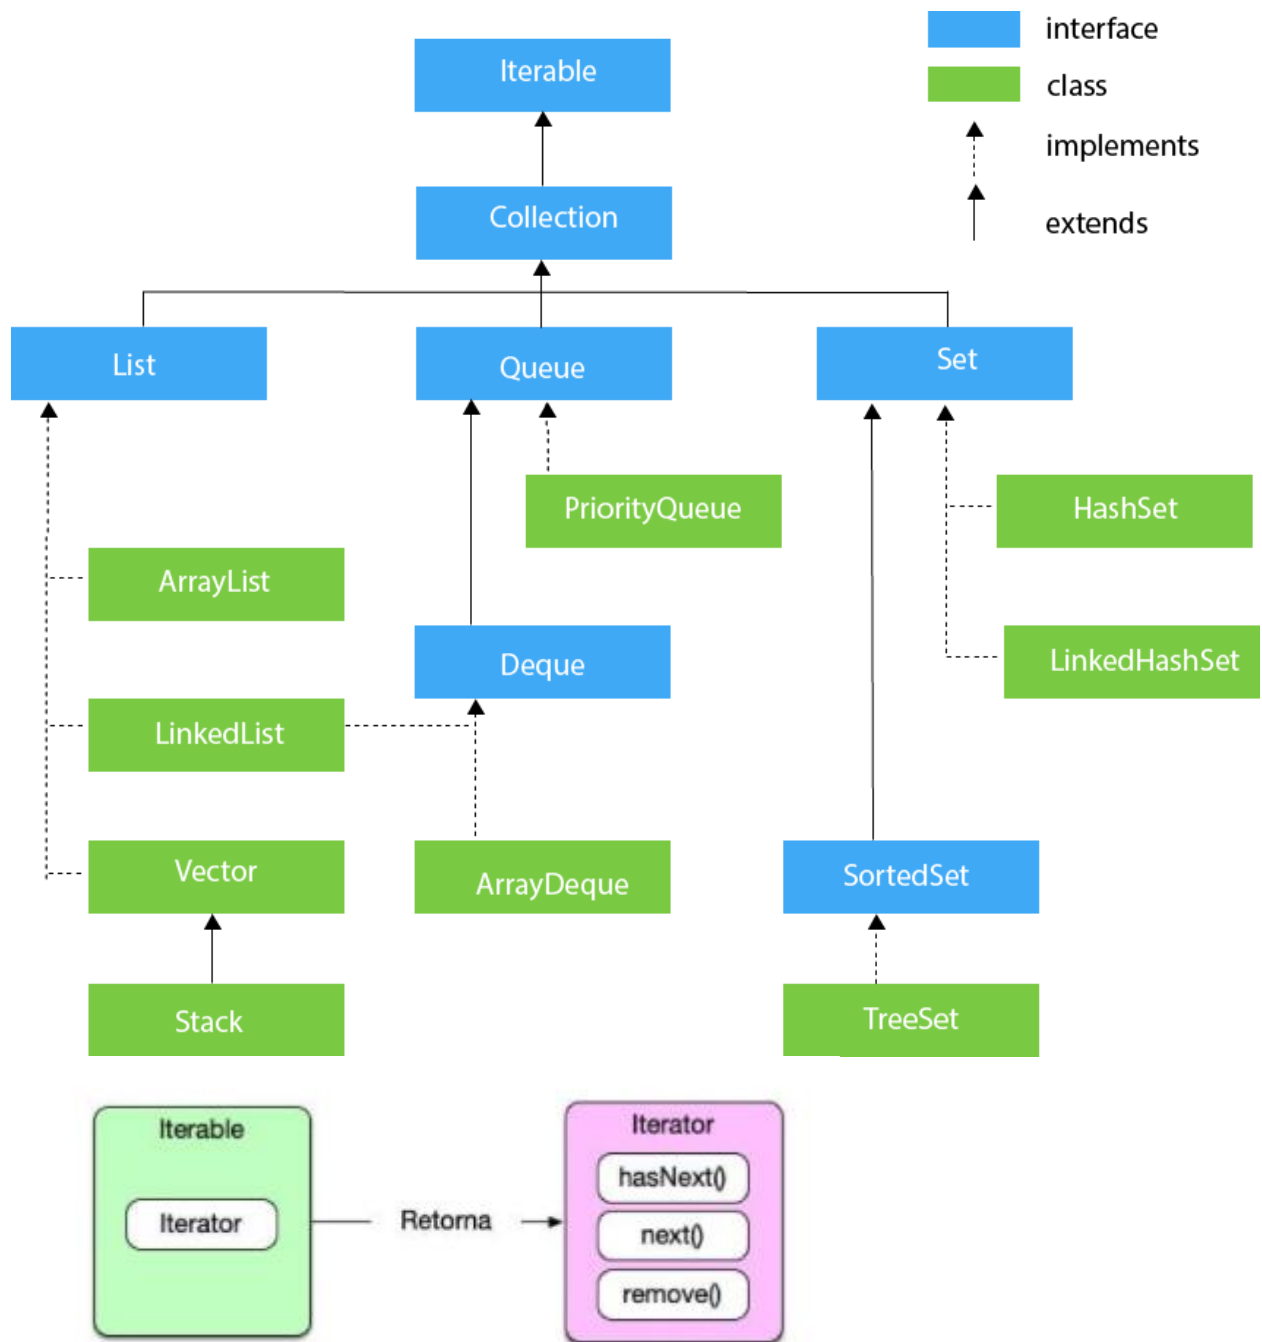 interface
class
implements
extends
Iterable
Collection
List
Queue
Set
PriorityQueue
HashSet
ArrayList
Deque
LinkedHashSet
LinkedList
Vector
ArrayDeque
SortedSet
Stack
TreeSet
Iterable
Iterator
Retorna
Iterator
hasNext()
next()
remove()